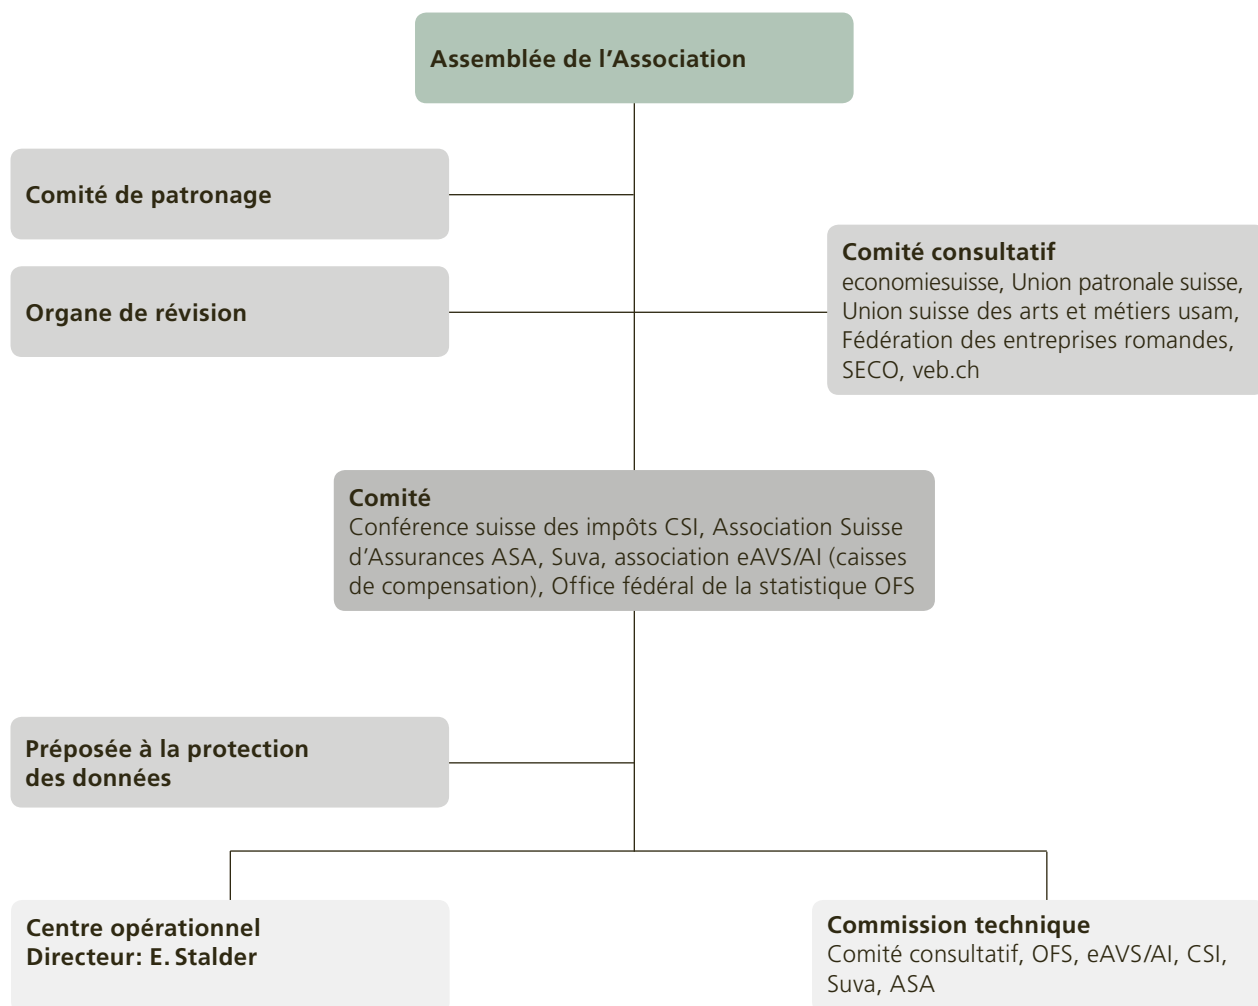 Assemblée de l’Association
Comité de patronage
Organe de révision
Comité consultatif
economiesuisse, Union patronale suisse,
Union suisse des arts et métiers usam,
Fédération des entreprises romandes,
SECO, veb.ch
Comité
Conférence suisse des impôts CSI, Association Suisse
d’Assurances ASA, Suva, association eAVS/AI (caisses
de compensation), Office fédéral de la statistique OFS
Préposée à la protection
des données
Centre opérationnel
Directeur: E. Stalder
Commission technique
Comité consultatif, OFS, eAVS/AI, CSI,
Suva, ASA